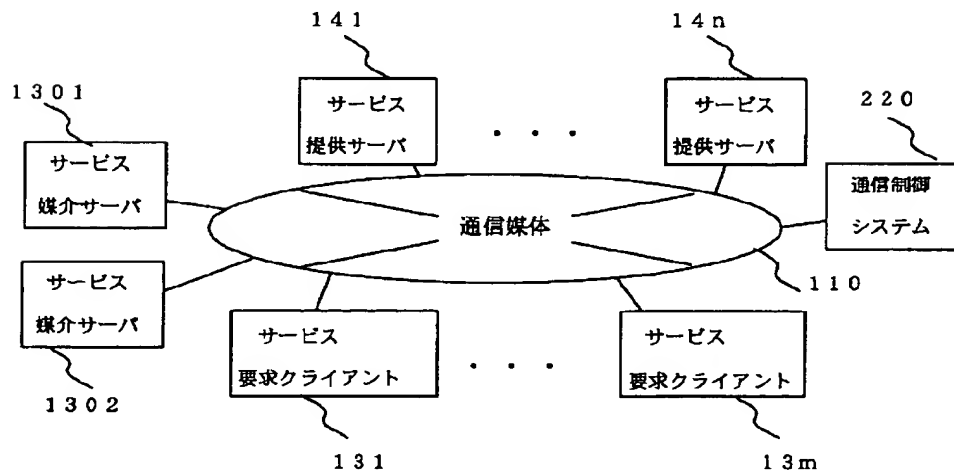 141
14n
1301
サービス
提供サーバ
・・・
サービス
提供サーバ
220
サービス
媒介サーバ
通信制御
システム
通信媒体
サービス
媒介サーバ
110
サービス
要求クライアント
・・・
サービス
要求クライアント
1302
131
13m